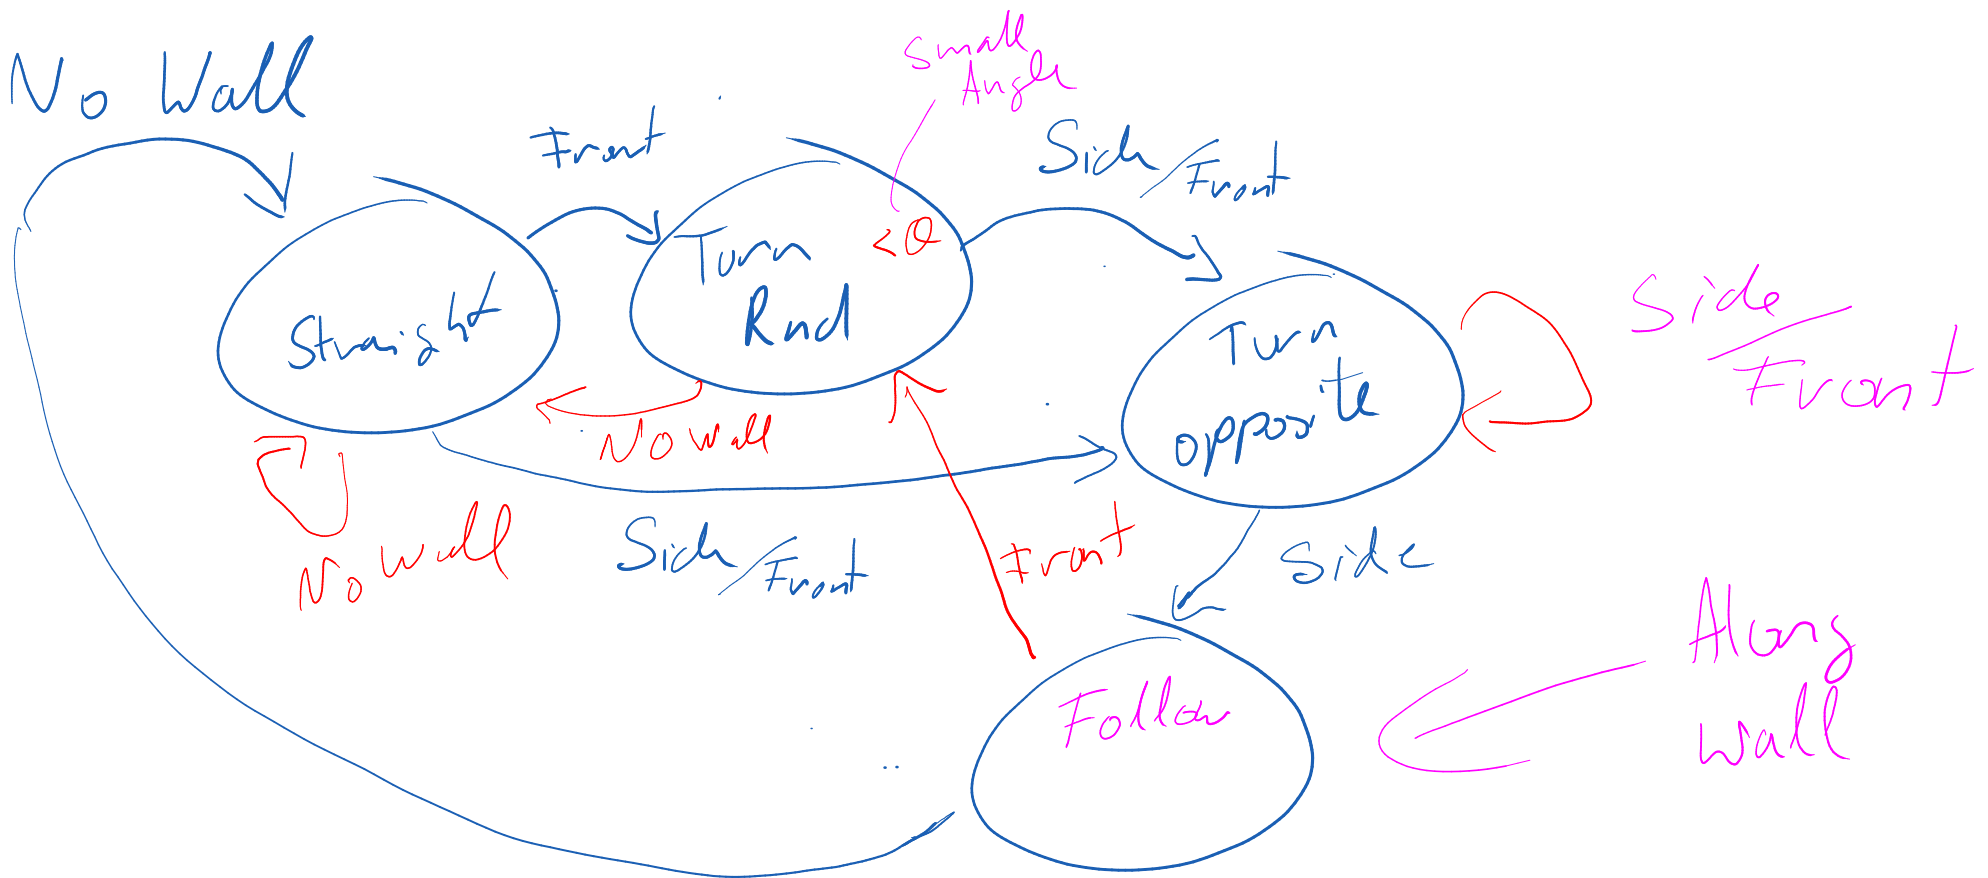 No Wall
Small
Angle
Front
Side/Front
Turn
Rnd
<θ
Straight
Turn
opposite
Side/Front
No Wall
No Wall
Side/Front
Front
Side
Follow
Along
Wall